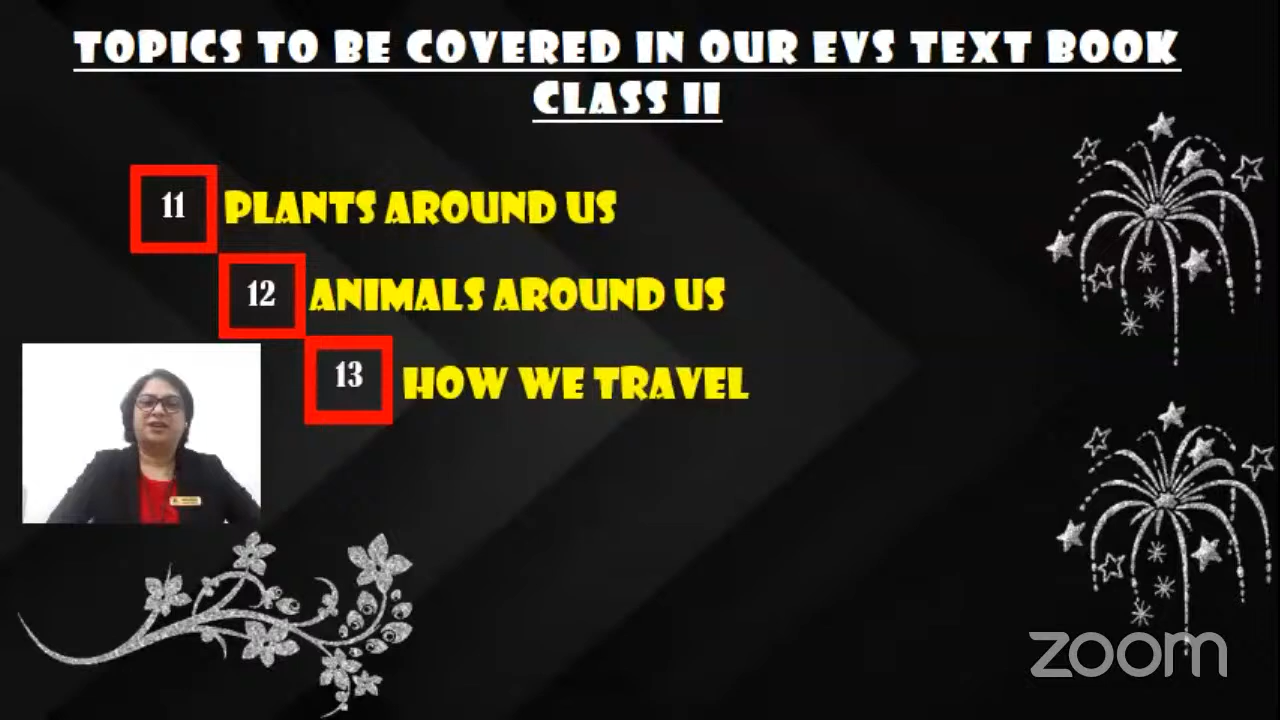 TOPICS TO BE COVERED IN OUR EVS TEXT BOOK
CLASS II
11 PLANTS AROUND US
12 ANIMALS AROUND US
13 HOW WE TRAVEL
zoom